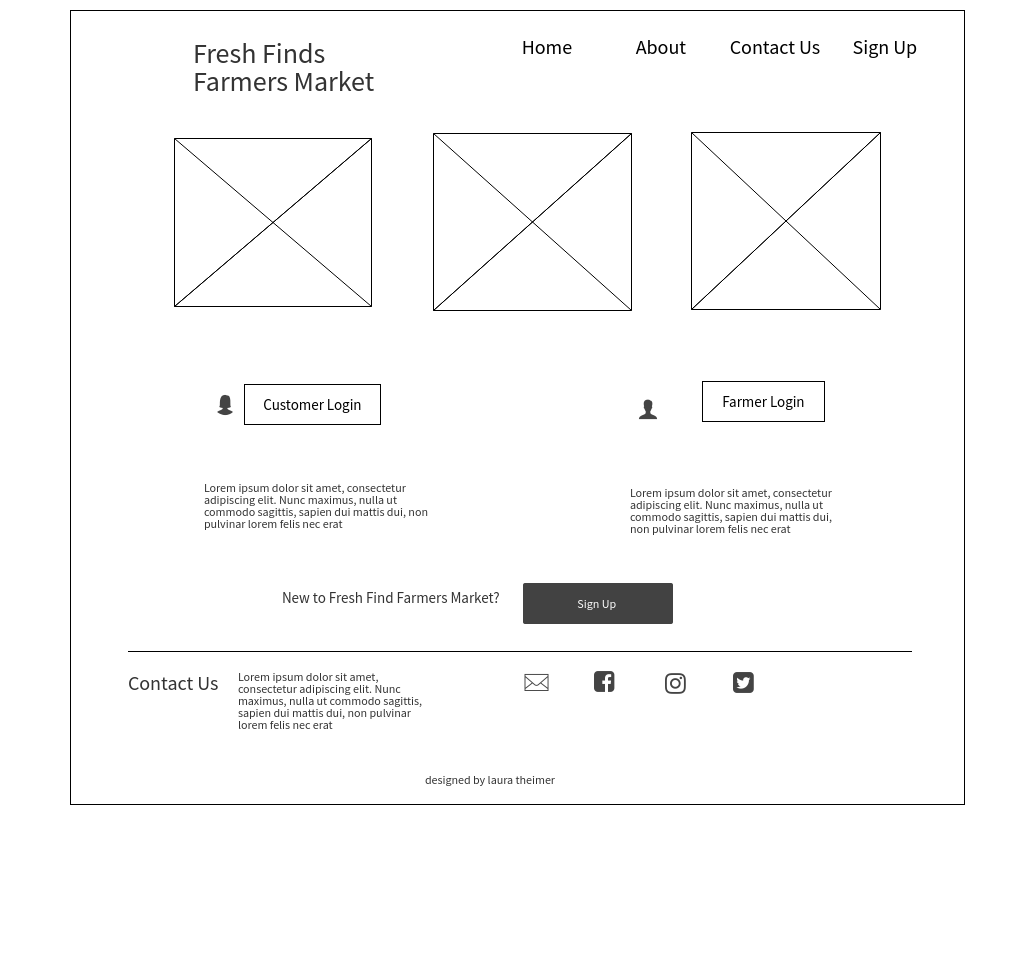 Fresh Finds
Farmers Market
Home
About
Contact Us
Sign Up
Customer Login
Farmer Login
Lorem ipsum dolor sit amet, consectetur
adipiscing elit. Nunc maximus, nulla ut
commodo sagittis, sapien dui mattis dui, non
pulvinar lorem felis nec erat
Lorem ipsum dolor sit amet, consectetur
adipiscing elit. Nunc maximus, nulla ut
commodo sagittis, sapien dui mattis dui,
non pulvinar lorem felis nec erat
New to Fresh Find Farmers Market?
Sign Up
Contact Us
Lorem ipsum dolor sit amet,
consectetur adipiscing elit. Nunc
maximus, nulla ut commodo sagittis,
sapien dui mattis dui, non pulvinar
lorem felis nec erat
designed by laura theimer